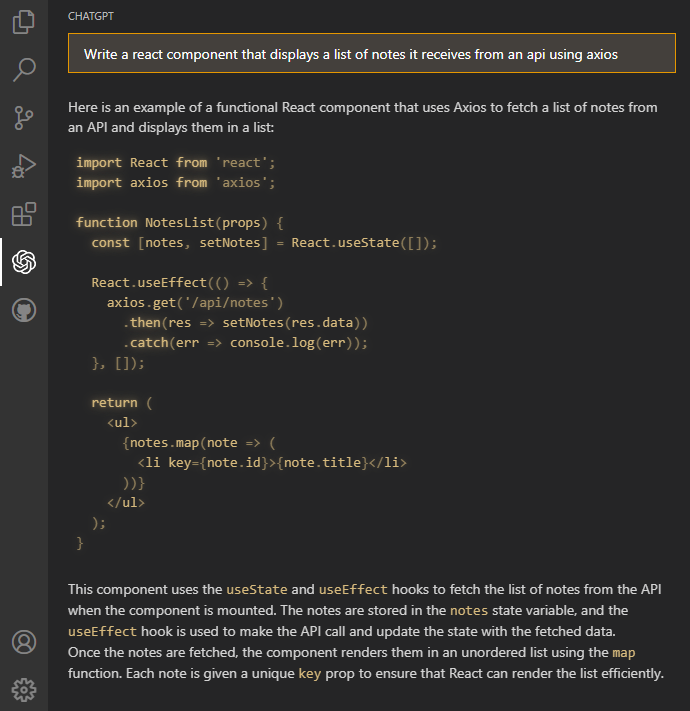 CHATGPT
Write a react component that displays a list of notes it receives from an api using axios
Here is an example of a functional React component that uses Axios to fetch a list of notes from
an API and displays them in a list:
import React from 'react';
import axios from 'axios';
function NotesList(props) {
  const [notes, setNotes] = React.useState([]);
  React.useEffect(() => {
    axios.get('/api/notes')
      .then(res => setNotes(res.data))
      .catch(err => console.log(err));
  }, []);
  return (
    <ul>
      {notes.map(note => (
        <li key={note.id}>{note.title}</li>
      ))}
    </ul>
  );
}
This component uses the useState and useEffect hooks to fetch the list of notes from the API
when the component is mounted. The notes are stored in the notes state variable, and the
useEffect hook is used to make the API call and update the state with the fetched data.
Once the notes are fetched, the component renders them in an unordered list using the map
function. Each note is given a unique key prop to ensure that React can render the list efficiently.